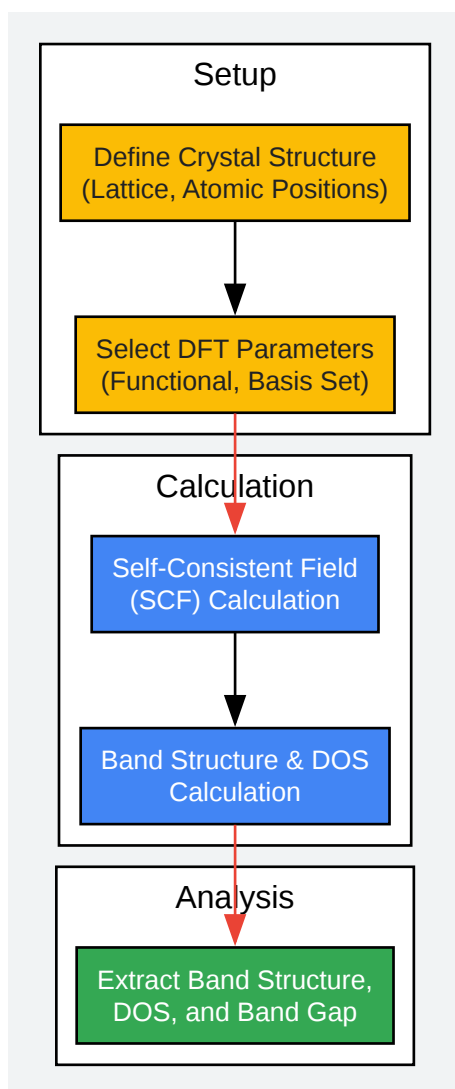 Setup
Define Crystal Structure
(Lattice, Atomic Positions)
Select DFT Parameters
(Functional, Basis Set)
Calculation
Self-Consistent Field
(SCF) Calculation
Band Structure & DOS
Calculation
Analysis
Extract Band Structure,
DOS, and Band Gap